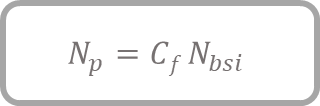 N_p = C_f N_bsi